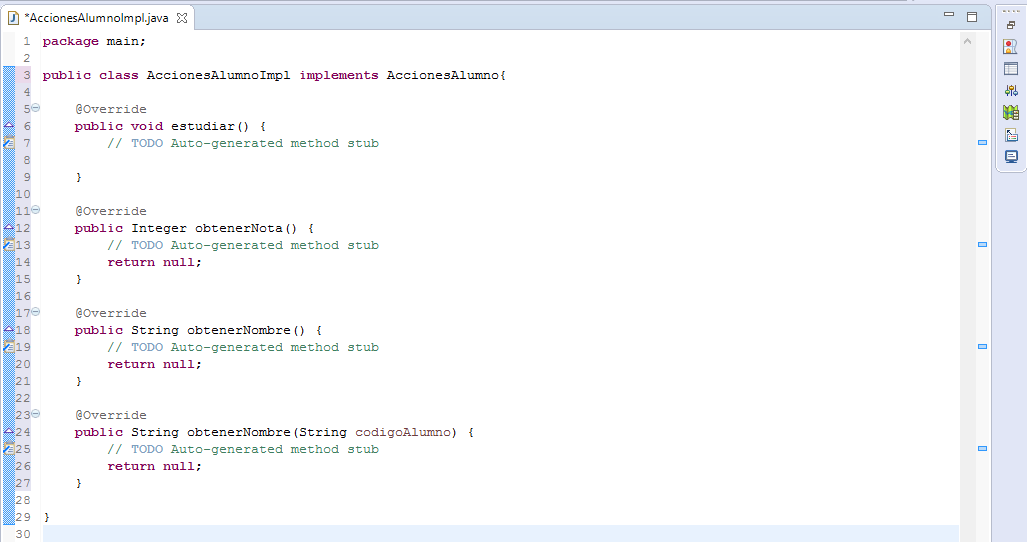 *AccionesAlumnoImpl.java
1 package main;
2
3 public class AccionesAlumnoImpl implements AccionesAlumno{
4
5 @Override
6 public void estudiar() {
7 // TODO Auto-generated method stub
8
9 }
10
11 @Override
12 public Integer obtenerNota() {
13 // TODO Auto-generated method stub
14 return null;
15 }
16
17 @Override
18 public String obtenerNombre() {
19 // TODO Auto-generated method stub
20 return null;
21 }
22
23 @Override
24 public String obtenerNombre(String codigoAlumno) {
25 // TODO Auto-generated method stub
26 return null;
27 }
28
29 }
30